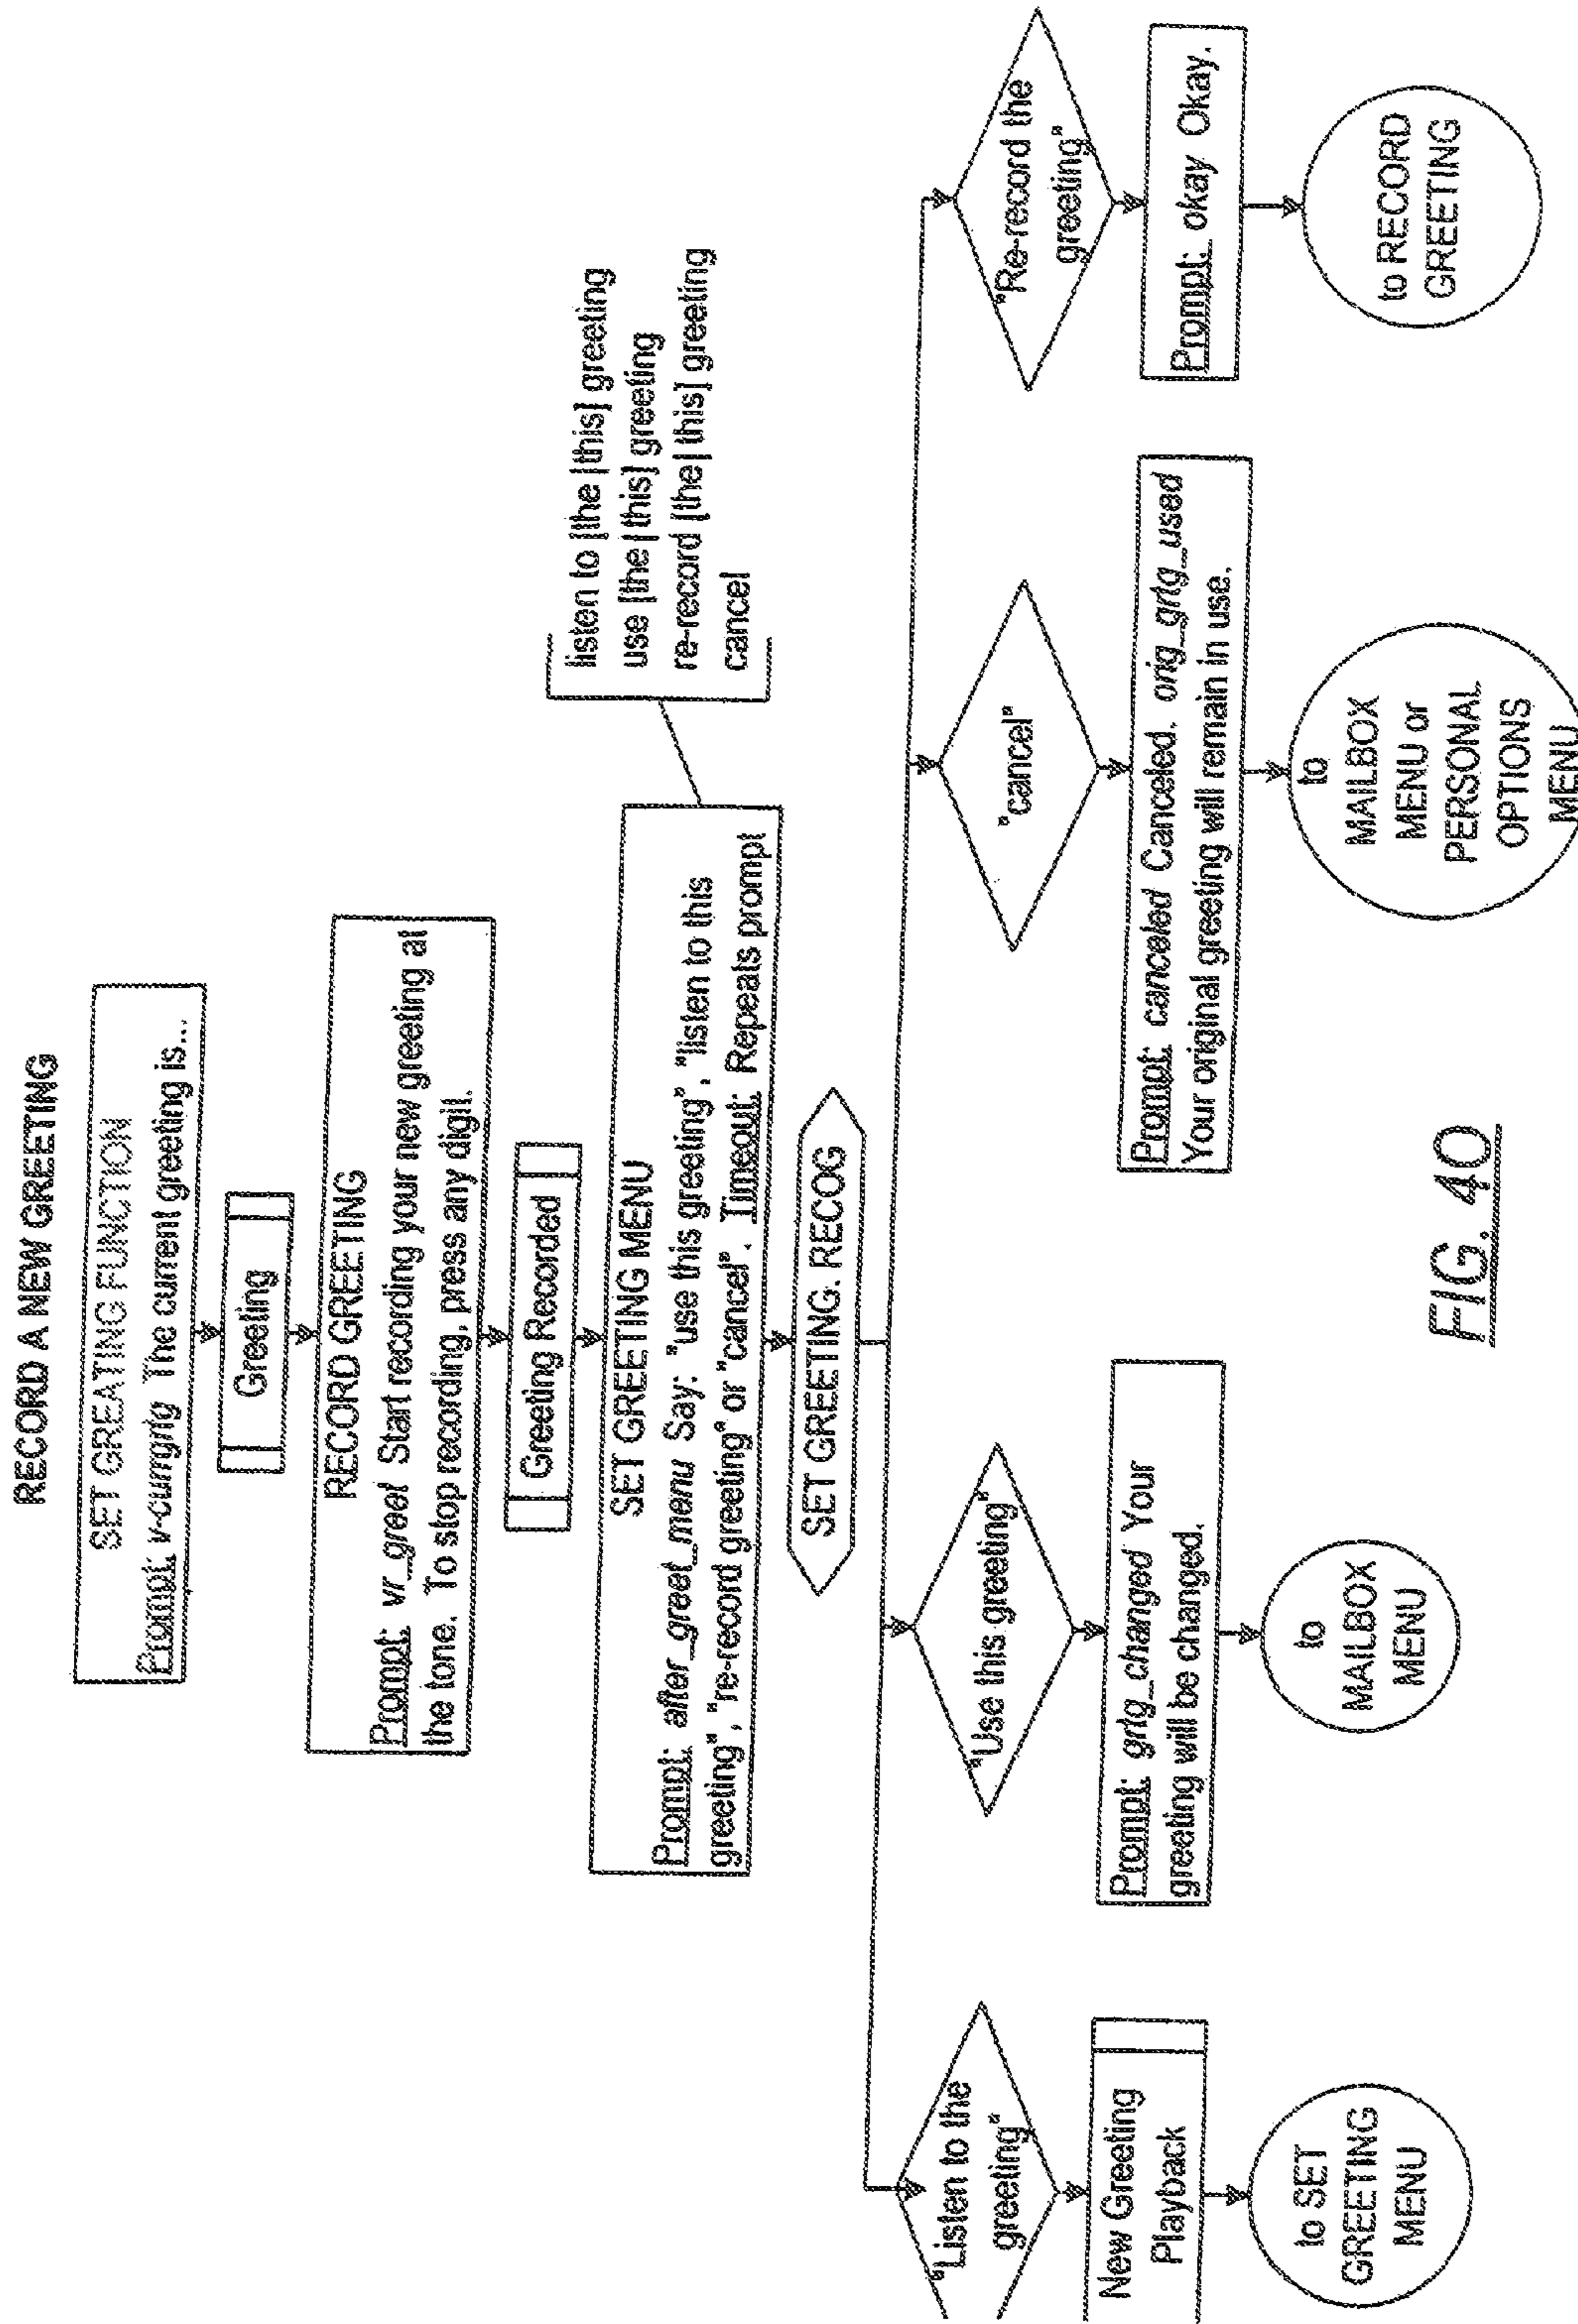 RECORD A NEW GREETING
SET GREATING FUNCTION
Prompt: v-currgrtg The current greeting is...
Greeting
RECORD GREETING
Prompt: vr_greet Start recording your new greeting at
the tone. To stop recording, press any digit.
Greeting Recorded
SET GREETING MENU
Prompt: after_greet_menu Say: "use this greeting", "listen to this
greeting", "re-record greeting" or "cancel". Timeout: Repeats prompt
listen to [the|this] greeting
use [the|this] greeting
re-record [the|this] greeting
cancel
SET GREETING. RECOG
"Listen to the
greeting"
New Greeting
Playback
to SET
GREETING
MENU
"Use this greeting"
Prompt: grtg_changed Your
greeting will be changed.
to
MAILBOX
MENU
"cancel"
Prompt: canceled Canceled. orig_grtg_used
Your original greeting will remain in use.
to
MAILBOX
MENU or
PERSONAL
OPTIONS
MENU
"Re-record the
greeting"
Prompt: okay Okay.
to RECORD
GREETING
FIG. 40